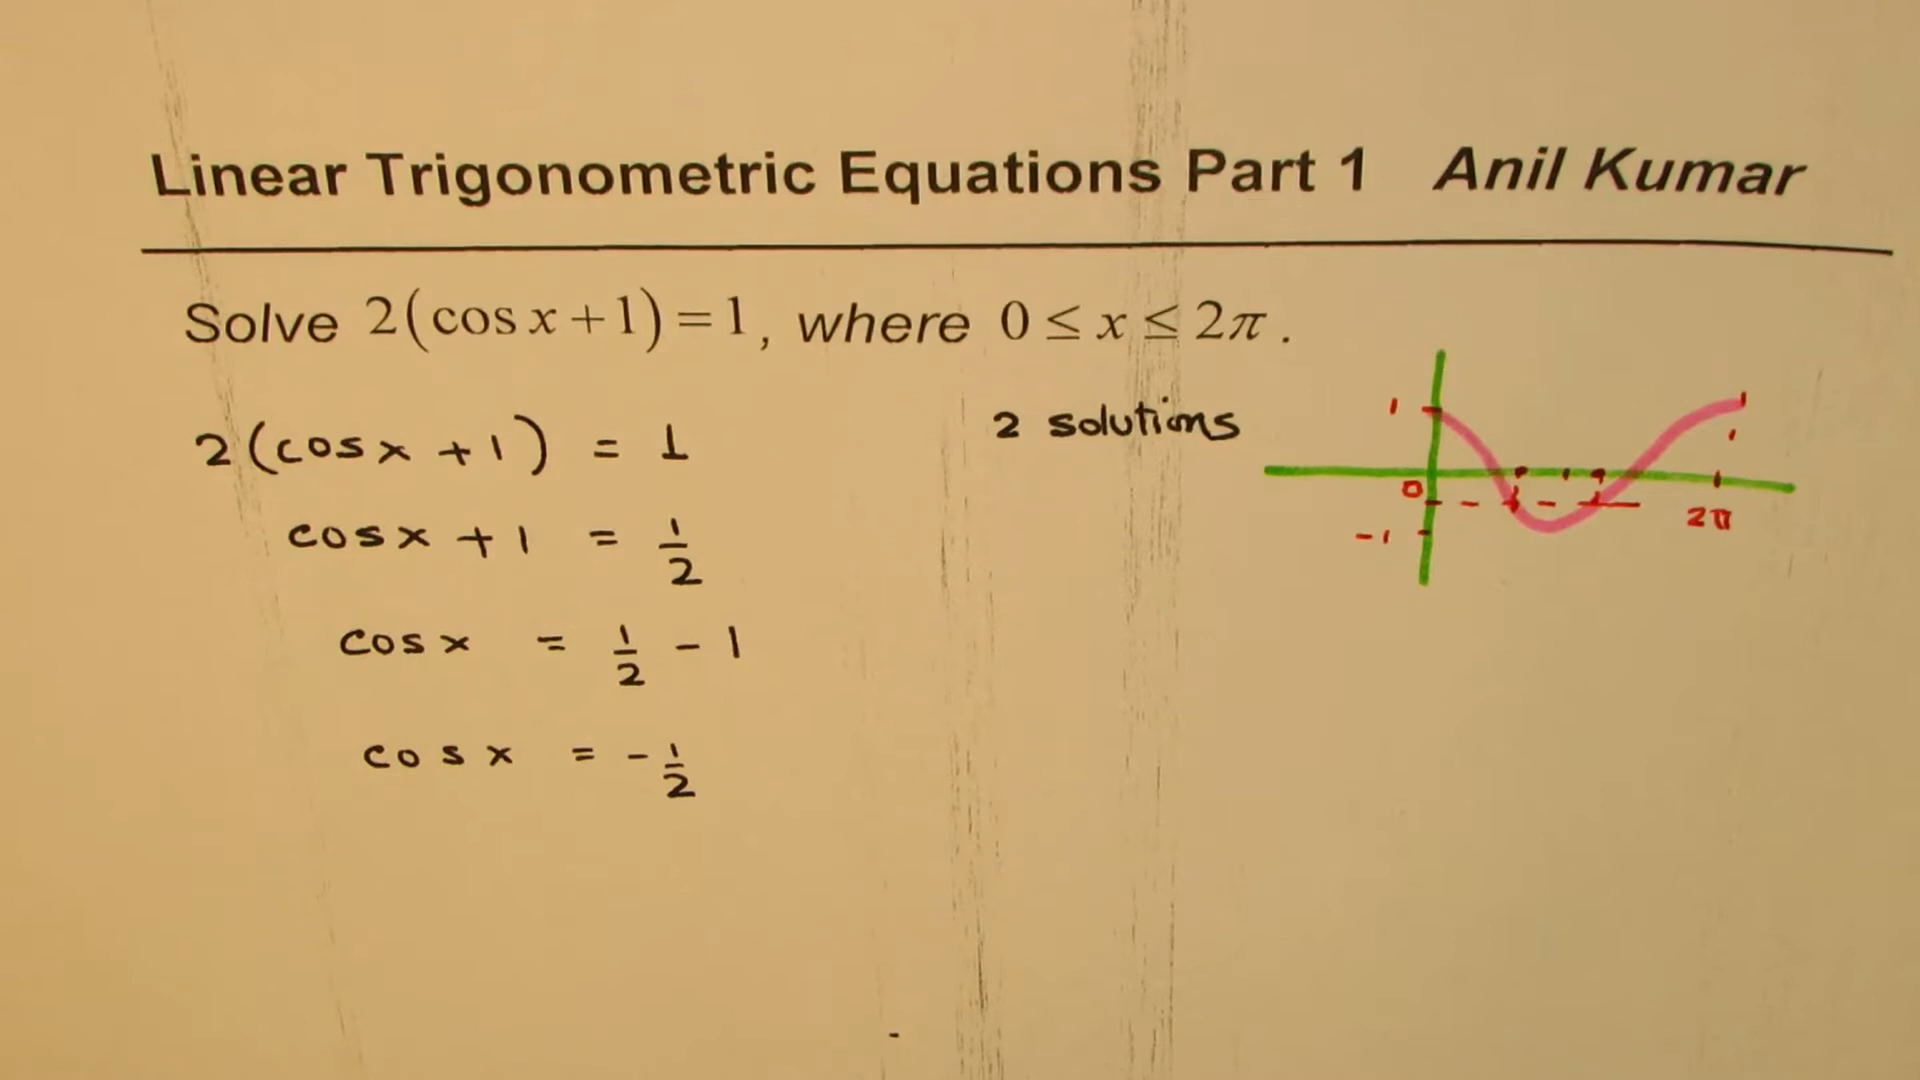 Linear Trigonometric Equations Part 1 Anil Kumar
Solve 2(cos x + 1) = 1, where 0 ≤ x ≤ 2π.
2(cos x + 1) = 1
2 solutions
cos x + 1 = 1/2
cos x = 1/2 - 1
cos x = - 1/2
1
0
-1
2π